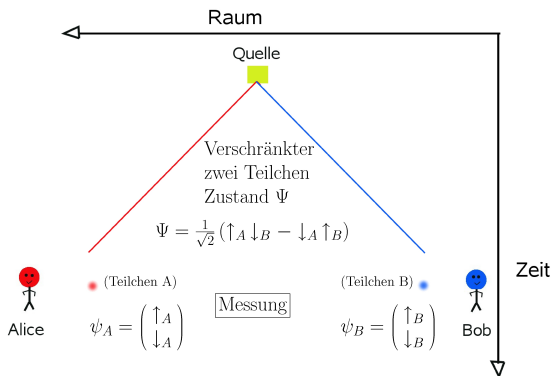 Raum
Quelle
Verschränkter
zwei Teilchen
Zustand Ψ
Ψ = 1/√2 (↑A ↓B − ↓A ↑B)
Zeit
(Teilchen A)
(Teilchen B)
Messung
Alice
ψA = ( ↑A
↓A )
ψB = ( ↑B
↓B )
Bob